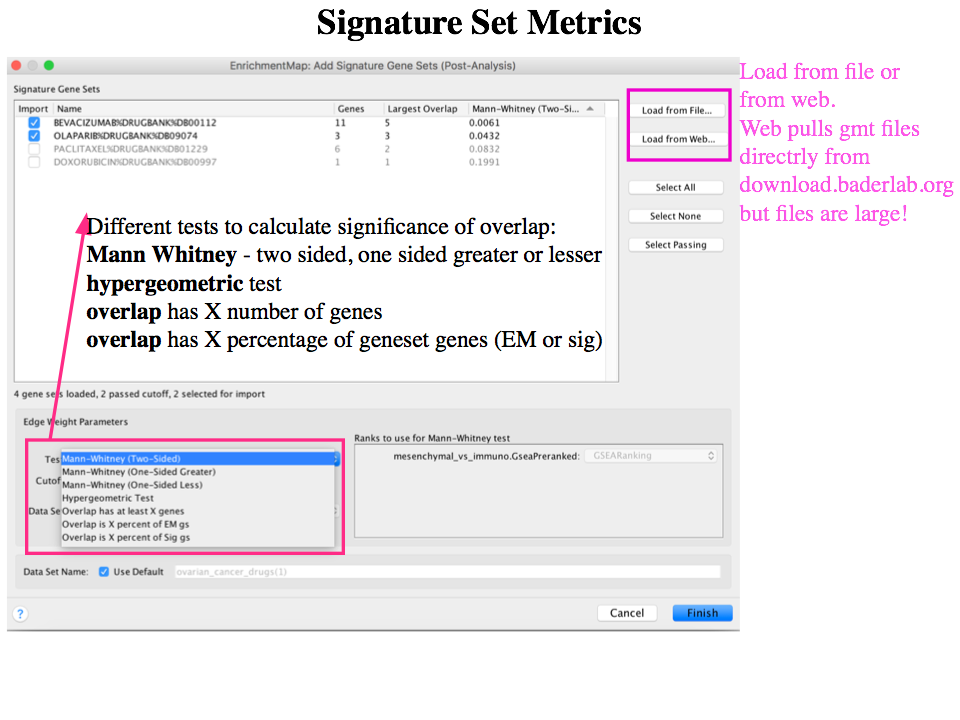 Signature Set Metrics
EnrichmentMap: Add Signature Gene Sets (Post-Analysis)
Signature Gene Sets
Import Name Genes Largest Overlap Mann-Whitney (Two-Si...
BEVACIZUMAB%DRUGBANK%DB00112 11 5 0.0061
OLAPARIB%DRUGBANK%DB09074 3 3 0.0432
PACLITAXEL%DRUGBANK%DB01229 6 2 0.0832
DOXORUBICIN%DRUGBANK%DB00997 1 1 0.1991
Load from File...
Load from Web...
Select All
Select None
Select Passing
Load from file or
from web.
Web pulls gmt files
directrly from
download.baderlab.org
but files are large!
Different tests to calculate significance of overlap:
Mann Whitney - two sided, one sided greater or lesser
hypergeometric test
overlap has X number of genes
overlap has X percentage of geneset genes (EM or sig)
4 gene sets loaded, 2 passed cutoff, 2 selected for import
Edge Weight Parameters
Tes
Cutof
Data Se
Mann-Whitney (Two-Sided)
Mann-Whitney (One-Sided Greater)
Mann-Whitney (One-Sided Less)
Hypergeometric Test
Overlap has at least X genes
Overlap is X percent of EM gs
Overlap is X percent of Sig gs
Ranks to use for Mann-Whitney test
mesenchymal_vs_immuno.GseaPreranked: GSEARanking
Data Set Name: Use Default ovarian_cancer_drugs(1)
? Cancel Finish